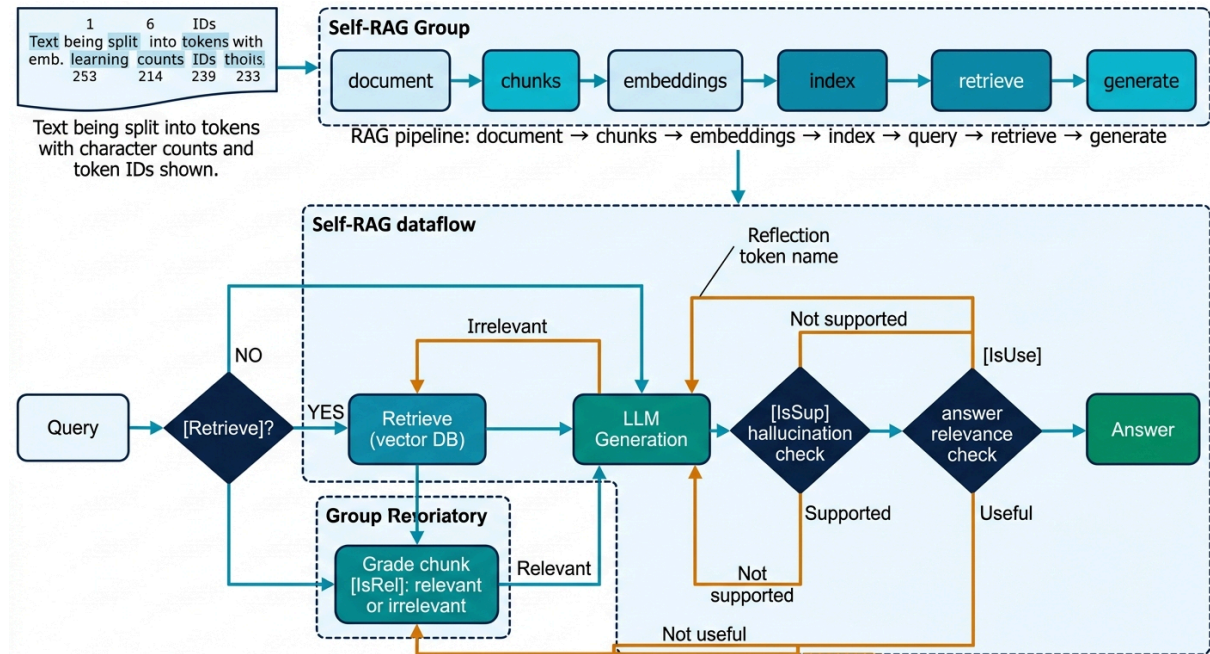 1 6 IDs
Text being split into tokens with
emb. learning counts IDs thoiis
253 214 239 233
Text being split into tokens
with character counts and
token IDs shown.
Self-RAG Group
document
chunks
embeddings
index
retrieve
generate
RAG pipeline: document → chunks → embeddings → index → query → retrieve → generate
Self-RAG dataflow
Reflection
token name
Irrelevant
Not supported
NO
[IsUse]
Query
[Retrieve]?
YES
Retrieve
(vector DB)
LLM
Generation
[IsSup]
hallucination
check
answer
relevance
check
Answer
Supported
Useful
Group Retoriatory
Grade chunk
[IsRel]: relevant
or irrelevant
Relevant
Not
supported
Not useful